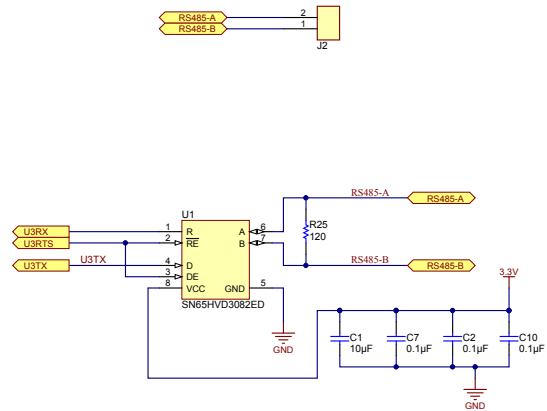 RS485-A 2
RS485-B 1
J2
U1
RS485-A RS485-A
U3RX 1 R A 6
R25
U3RTS 2 RE B 7
120
U3TX U3TX 4 D
RS485-B RS485-B
3 DE
8 VCC GND 5
3.3V
SN65HVD3082ED
GND
C1 C7 C2 C10
10µF 0.1µF 0.1µF 0.1µF
GND